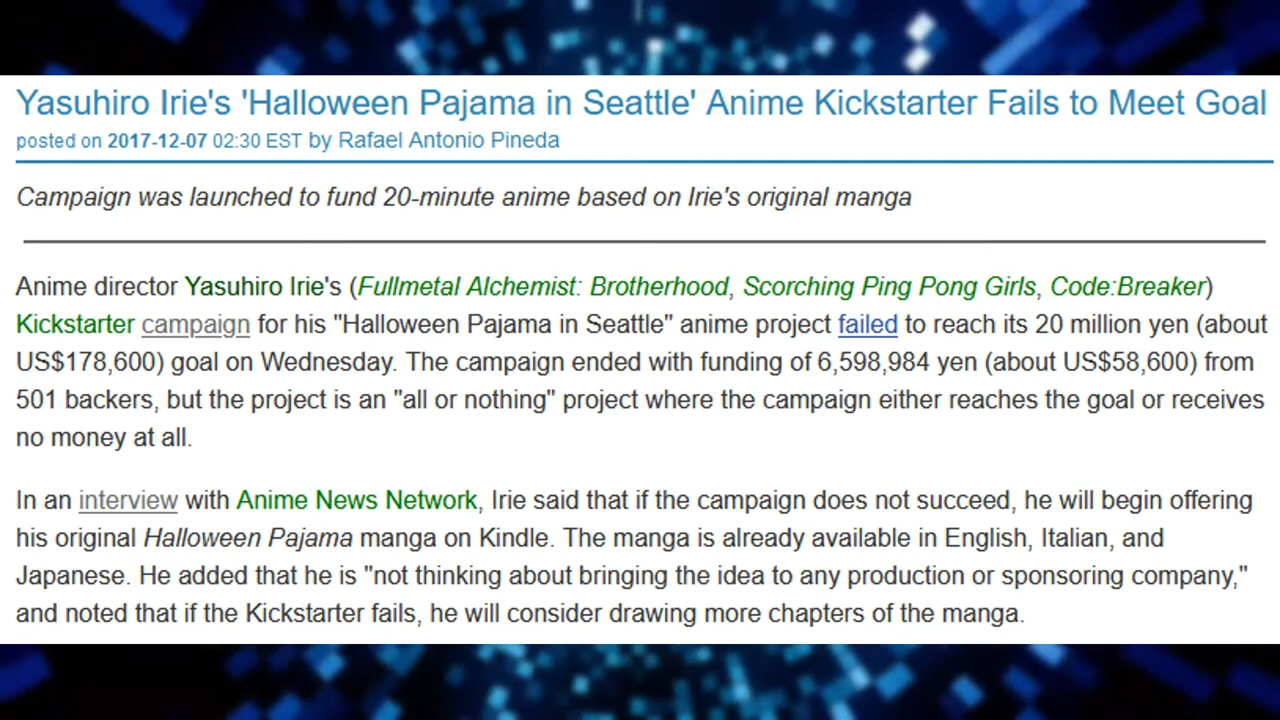 Yasuhiro Irie's 'Halloween Pajama in Seattle' Anime Kickstarter Fails to Meet Goal
posted on 2017-12-07 02:30 EST by Rafael Antonio Pineda
Campaign was launched to fund 20-minute anime based on Irie's original manga
Anime director Yasuhiro Irie's (Fullmetal Alchemist: Brotherhood, Scorching Ping Pong Girls, Code:Breaker)
Kickstarter campaign for his "Halloween Pajama in Seattle" anime project failed to reach its 20 million yen (about
US$178,600) goal on Wednesday. The campaign ended with funding of 6,598,984 yen (about US$58,600) from
501 backers, but the project is an "all or nothing" project where the campaign either reaches the goal or receives
no money at all.
In an interview with Anime News Network, Irie said that if the campaign does not succeed, he will begin offering
his original Halloween Pajama manga on Kindle. The manga is already available in English, Italian, and
Japanese. He added that he is "not thinking about bringing the idea to any production or sponsoring company,"
and noted that if the Kickstarter fails, he will consider drawing more chapters of the manga.